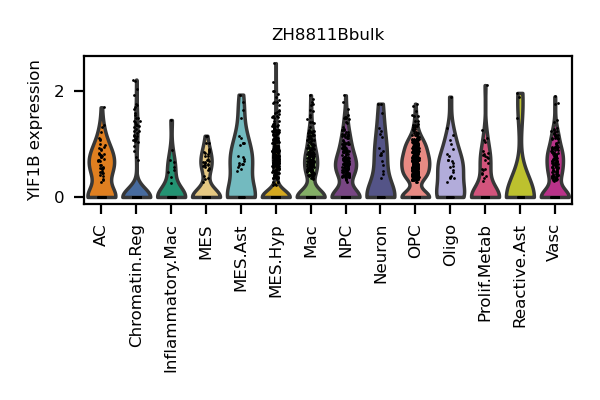 ZH8811Bbulk
YIF1B expression
2
0
AC
Chromatin.Reg
Inflammatory.Mac
MES
MES.Ast
MES.Hyp
Mac
NPC
Neuron
OPC
Oligo
Prolif.Metab
Reactive.Ast
Vasc